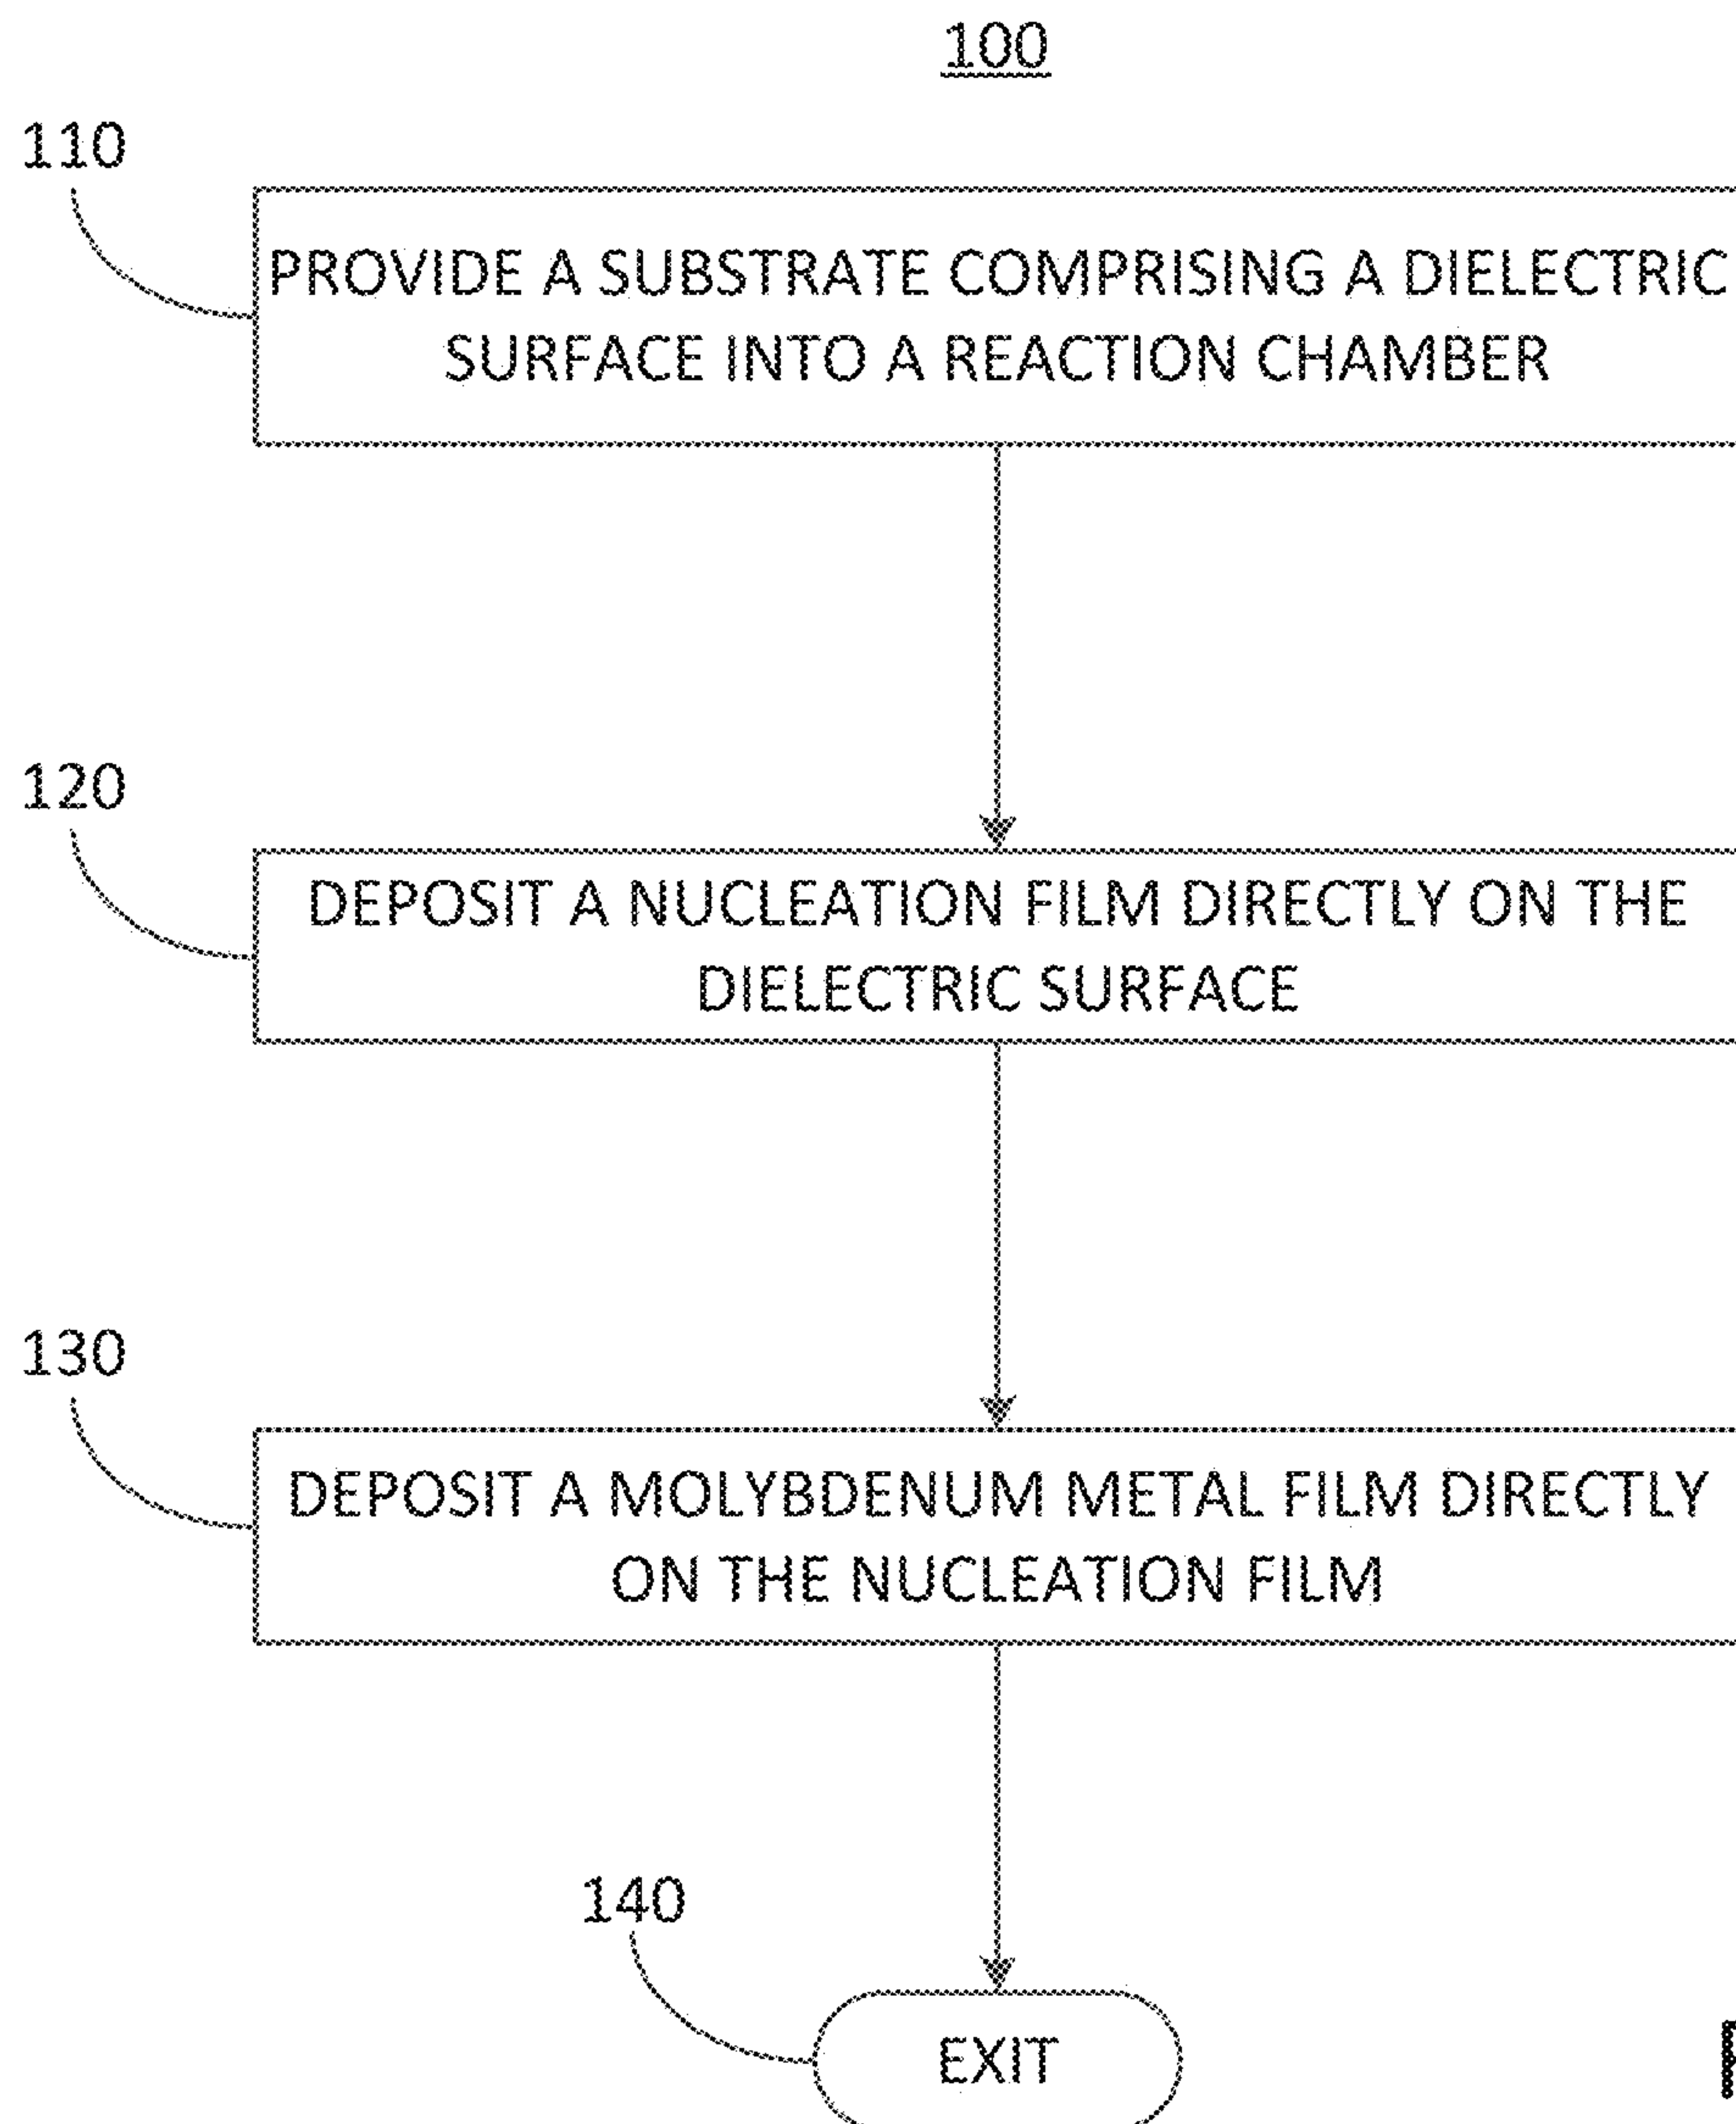 100
110
PROVIDE A SUBSTRATE COMPRISING A DIELECTRIC
SURFACE INTO A REACTION CHAMBER
120
DEPOSIT A NUCLEATION FILM DIRECTLY ON THE
DIELECTRIC SURFACE
130
DEPOSIT A MOLYBDENUM METAL FILM DIRECTLY
ON THE NUCLEATION FILM
140
EXIT